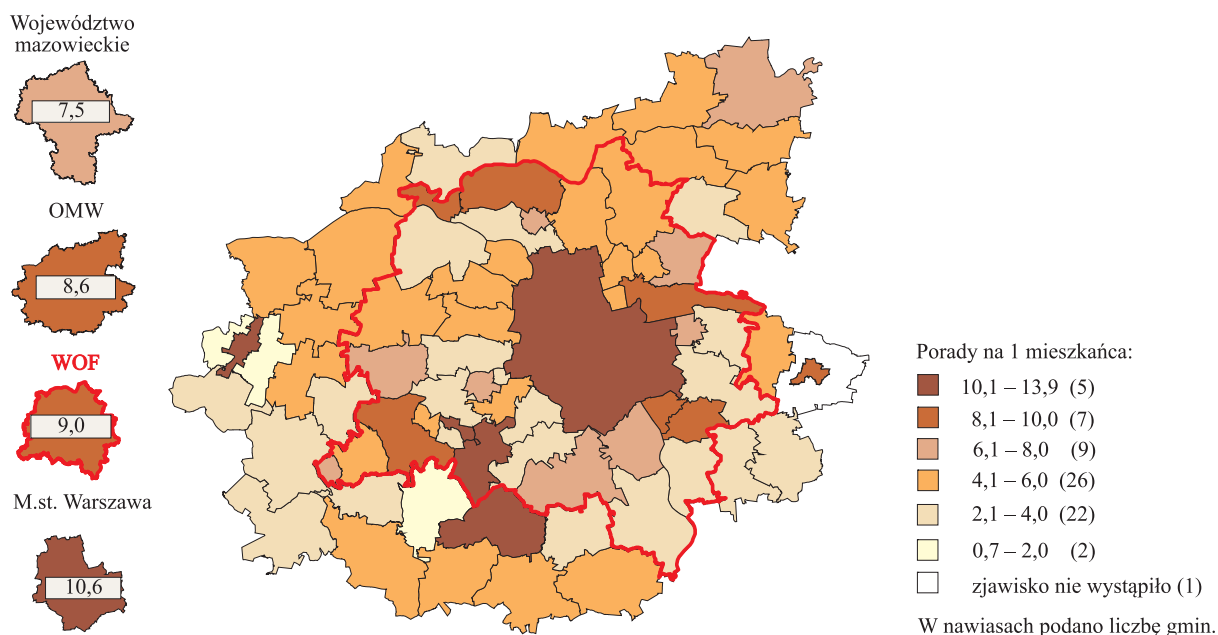 Województwo
mazowieckie
7,5
OMW
8,6
WOF
9,0
M.st. Warszawa
10,6
Porady na 1 mieszkańca:
10,1 – 13,9 (5)
8,1 – 10,0 (7)
6,1 – 8,0 (9)
4,1 – 6,0 (26)
2,1 – 4,0 (22)
0,7 – 2,0 (2)
zjawisko nie wystąpiło (1)
W nawiasach podano liczbę gmin.